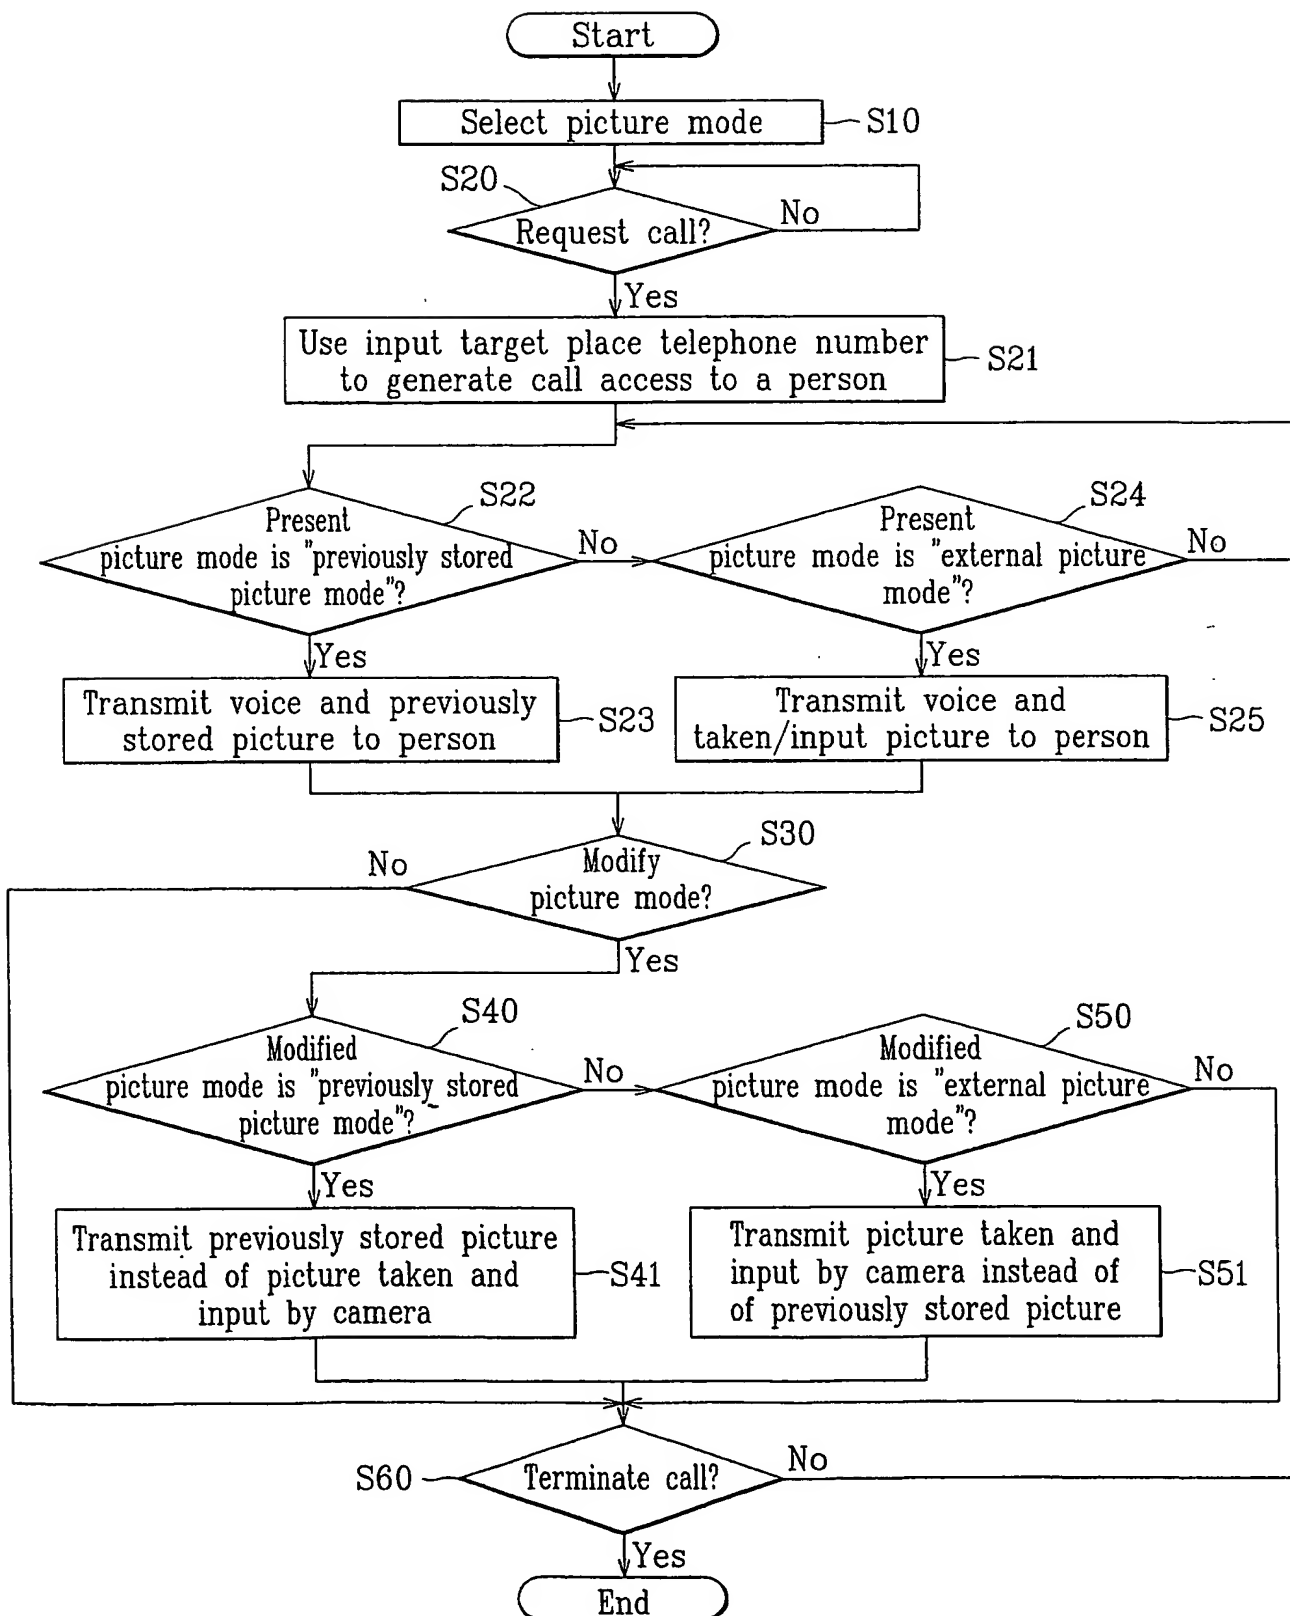 Start
Select picture mode
S10
S20
Request call?
No
Yes
Use input target place telephone number
to generate call access to a person
S21
S22
Present
picture mode is "previously stored
picture mode"?
No
S24
Present
picture mode is "external picture
mode"?
No
Yes
Yes
Transmit voice and previously
stored picture to person
S23
Transmit voice and
taken/input picture to person
S25
S30
No
Modify
picture mode?
Yes
S40
Modified
picture mode is "previously stored
picture mode"?
No
S50
Modified
picture mode is "external picture
mode"?
No
Yes
Yes
Transmit previously stored picture
instead of picture taken and
input by camera
S41
Transmit picture taken and
input by camera instead of
of previously stored picture
S51
S60
Terminate call?
No
Yes
End